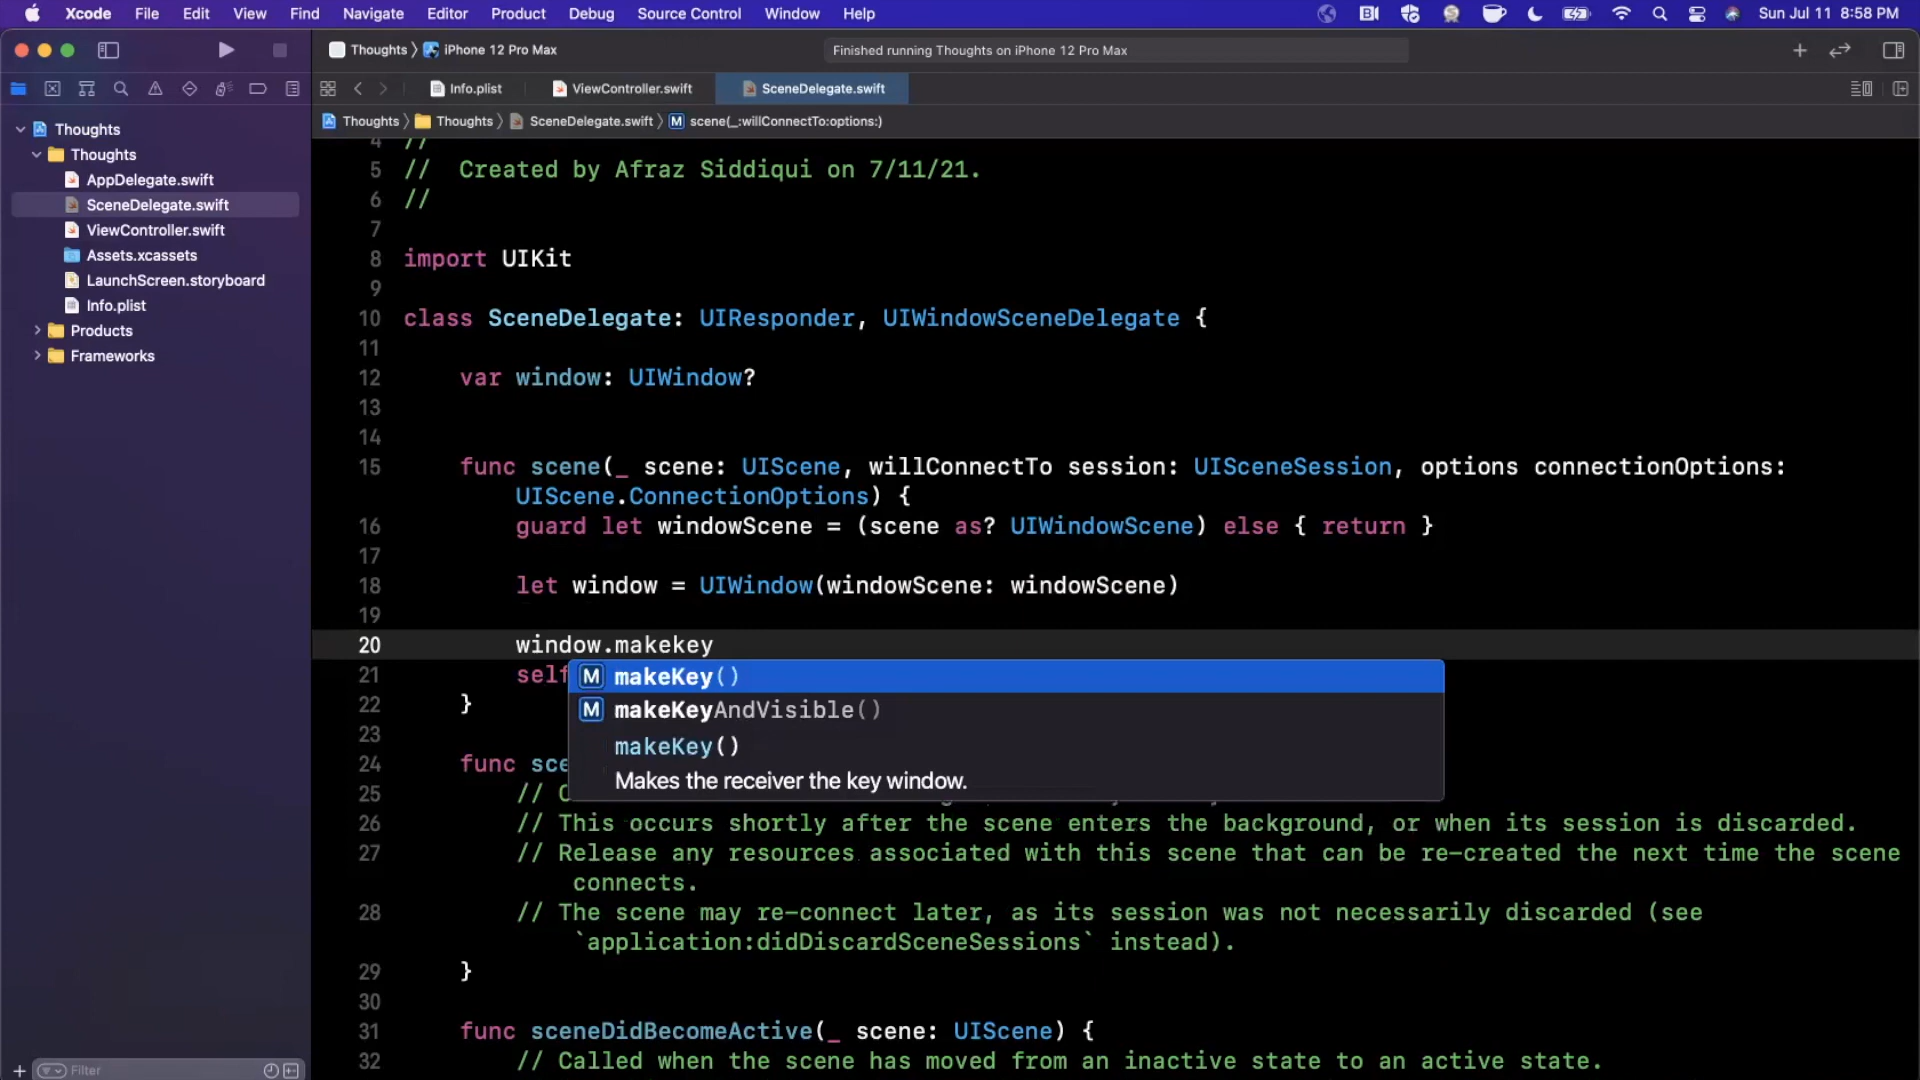 Xcode File Edit View Find Navigate Editor Product Debug Source Control Window Help Sun Jul 11 8:58 PM
Thoughts iPhone 12 Pro Max
Finished running Thoughts on iPhone 12 Pro Max
Info.plist ViewController.swift SceneDelegate.swift
Thoughts Thoughts SceneDelegate.swift M scene(_:willConnectTo:options:)
Thoughts
Thoughts
AppDelegate.swift
SceneDelegate.swift
ViewController.swift
Assets.xcassets
LaunchScreen.storyboard
Info.plist
Products
Frameworks
Filter
4 //
5 // Created by Afraz Siddiqui on 7/11/21.
6 //
7
8 import UIKit
9
10 class SceneDelegate: UIResponder, UIWindowSceneDelegate {
11
12 var window: UIWindow?
13
14
15 func scene(_ scene: UIScene, willConnectTo session: UISceneSession, options connectionOptions:
UIScene.ConnectionOptions) {
16 guard let windowScene = (scene as? UIWindowScene) else { return }
17
18 let window = UIWindow(windowScene: windowScene)
19
20 window.makekey
21 self
M makeKey()
M makeKeyAndVisible()
makeKey()
Makes the receiver the key window.
22 }
23
24 func sce
25 // C
26 // This occurs shortly after the scene enters the background, or when its session is discarded.
27 // Release any resources associated with this scene that can be re-created the next time the scene
connects.
28 // The scene may re-connect later, as its session was not necessarily discarded (see
`application:didDiscardSceneSessions` instead).
29 }
30
31 func sceneDidBecomeActive(_ scene: UIScene) {
32 // Called when the scene has moved from an inactive state to an active state.